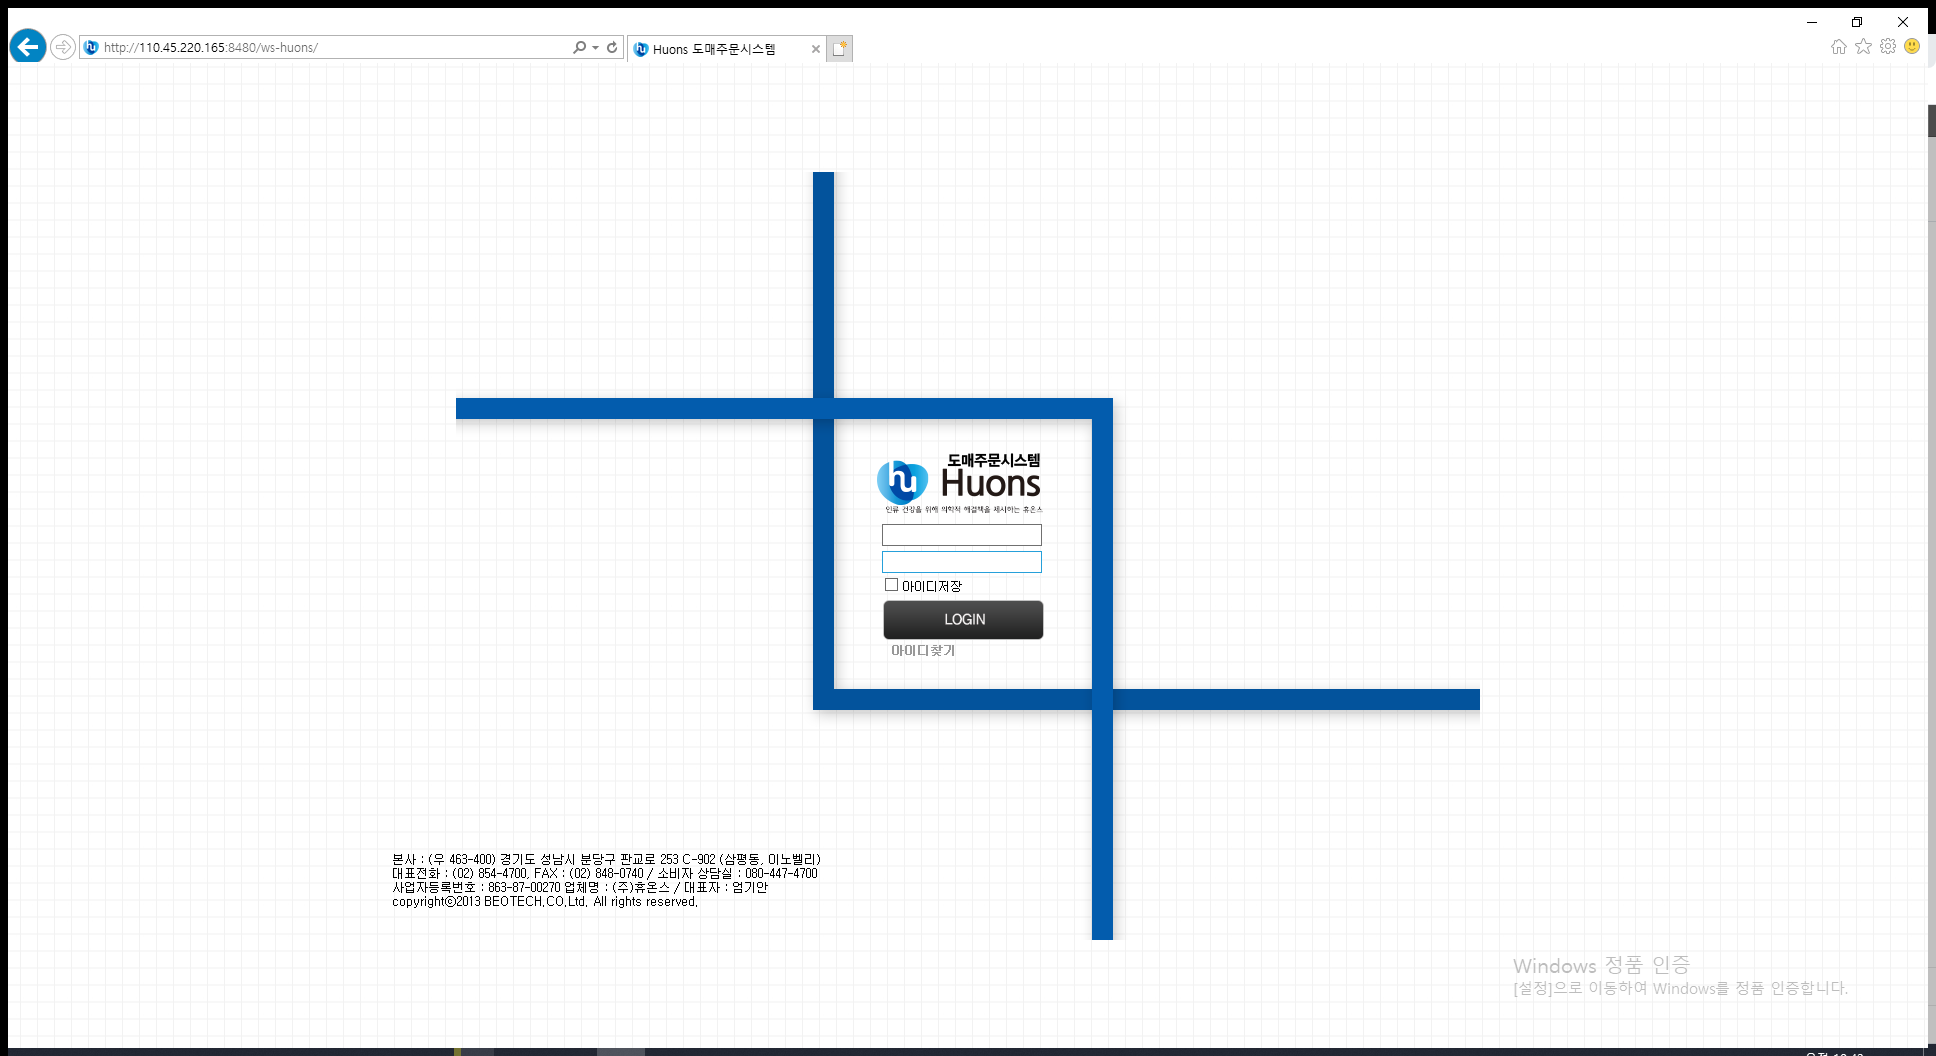 http://110.45.220.165:8480/ws-huons/
Huons 도매주문시스템
hu
도매주문시스템
Huons
인류 건강을 위해 의학적 해결책을 제시하는 휴온스
아이디저장
LOGIN
아이디찾기
본사 : (우 463-400) 경기도 성남시 분당구 판교로 253 C-902 (삼평동, 이노벨리)
대표전화 : (02) 854-4700, FAX : (02) 848-0740 / 소비자 상담실 : 080-447-4700
사업자등록번호 : 863-87-00270 업체명 : (주)휴온스 / 대표자 : 엄기안
copyrightⓒ2013 BEOTECH.CO.Ltd. All rights reserved.
Windows 정품 인증
[설정]으로 이동하여 Windows를 정품 인증합니다.